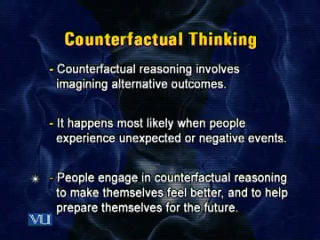 Counterfactual Thinking
- Counterfactual reasoning involves
imagining alternative outcomes.
- It happens most likely when people
experience unexpected or negative events.
- People engage in counterfactual reasoning
to make themselves feel better, and to help
prepare themselves for the future.
VU